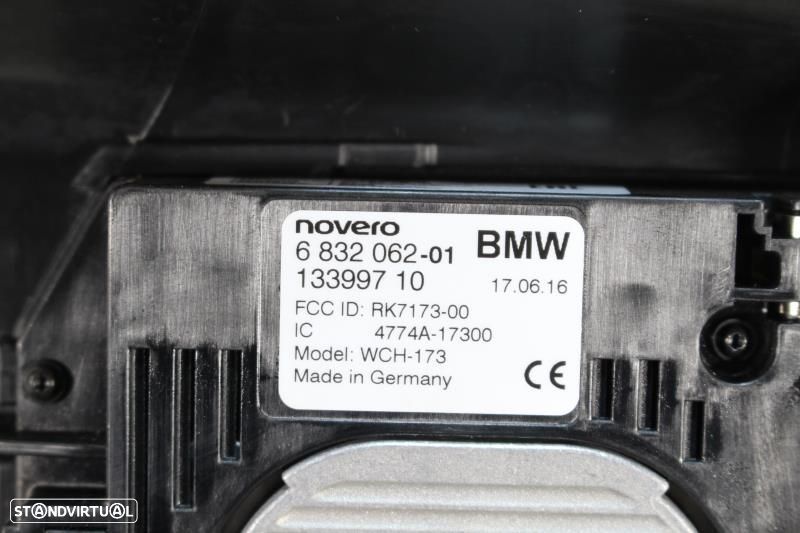 novero
6 832 062-01 BMW
133997 10 17.06.16
FCC ID: RK7173-00
IC 4774A-17300
Model: WCH-173
Made in Germany CE
STANDVIRTUAL